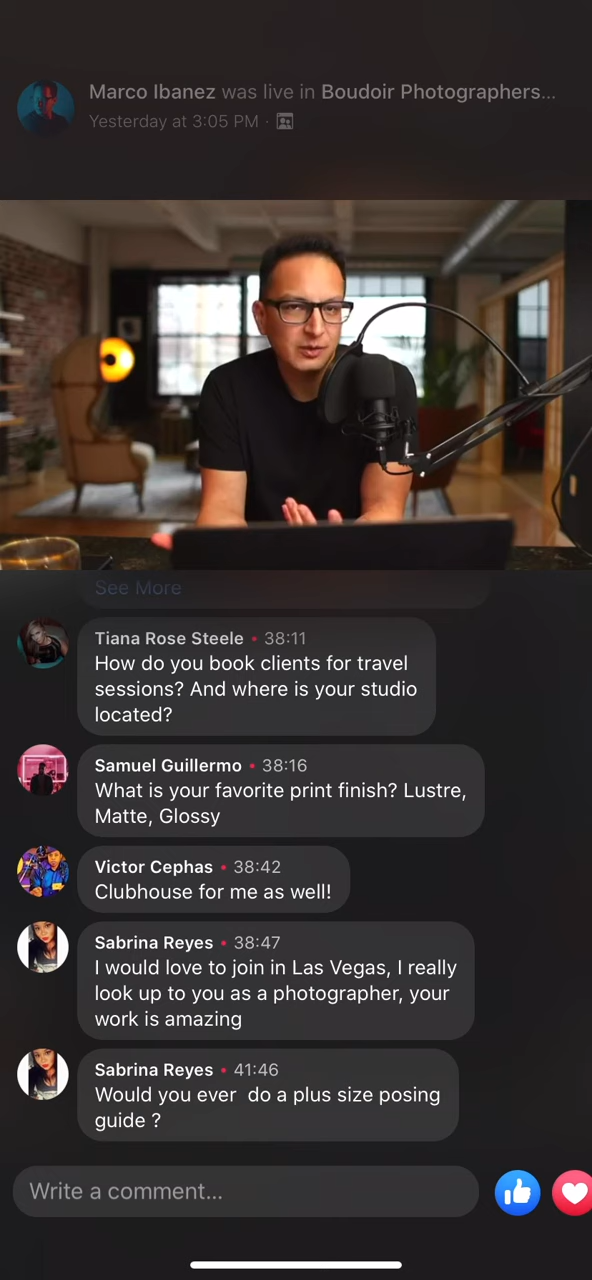 Marco Ibanez was live in Boudoir Photographers...
Yesterday at 3:05 PM ·
See More
Tiana Rose Steele • 38:11
How do you book clients for travel
sessions? And where is your studio
located?
Samuel Guillermo • 38:16
What is your favorite print finish? Lustre,
Matte, Glossy
Victor Cephas • 38:42
Clubhouse for me as well!
Sabrina Reyes • 38:47
I would love to join in Las Vegas, I really
look up to you as a photographer, your
work is amazing
Sabrina Reyes • 41:46
Would you ever  do a plus size posing
guide ?
Write a comment...